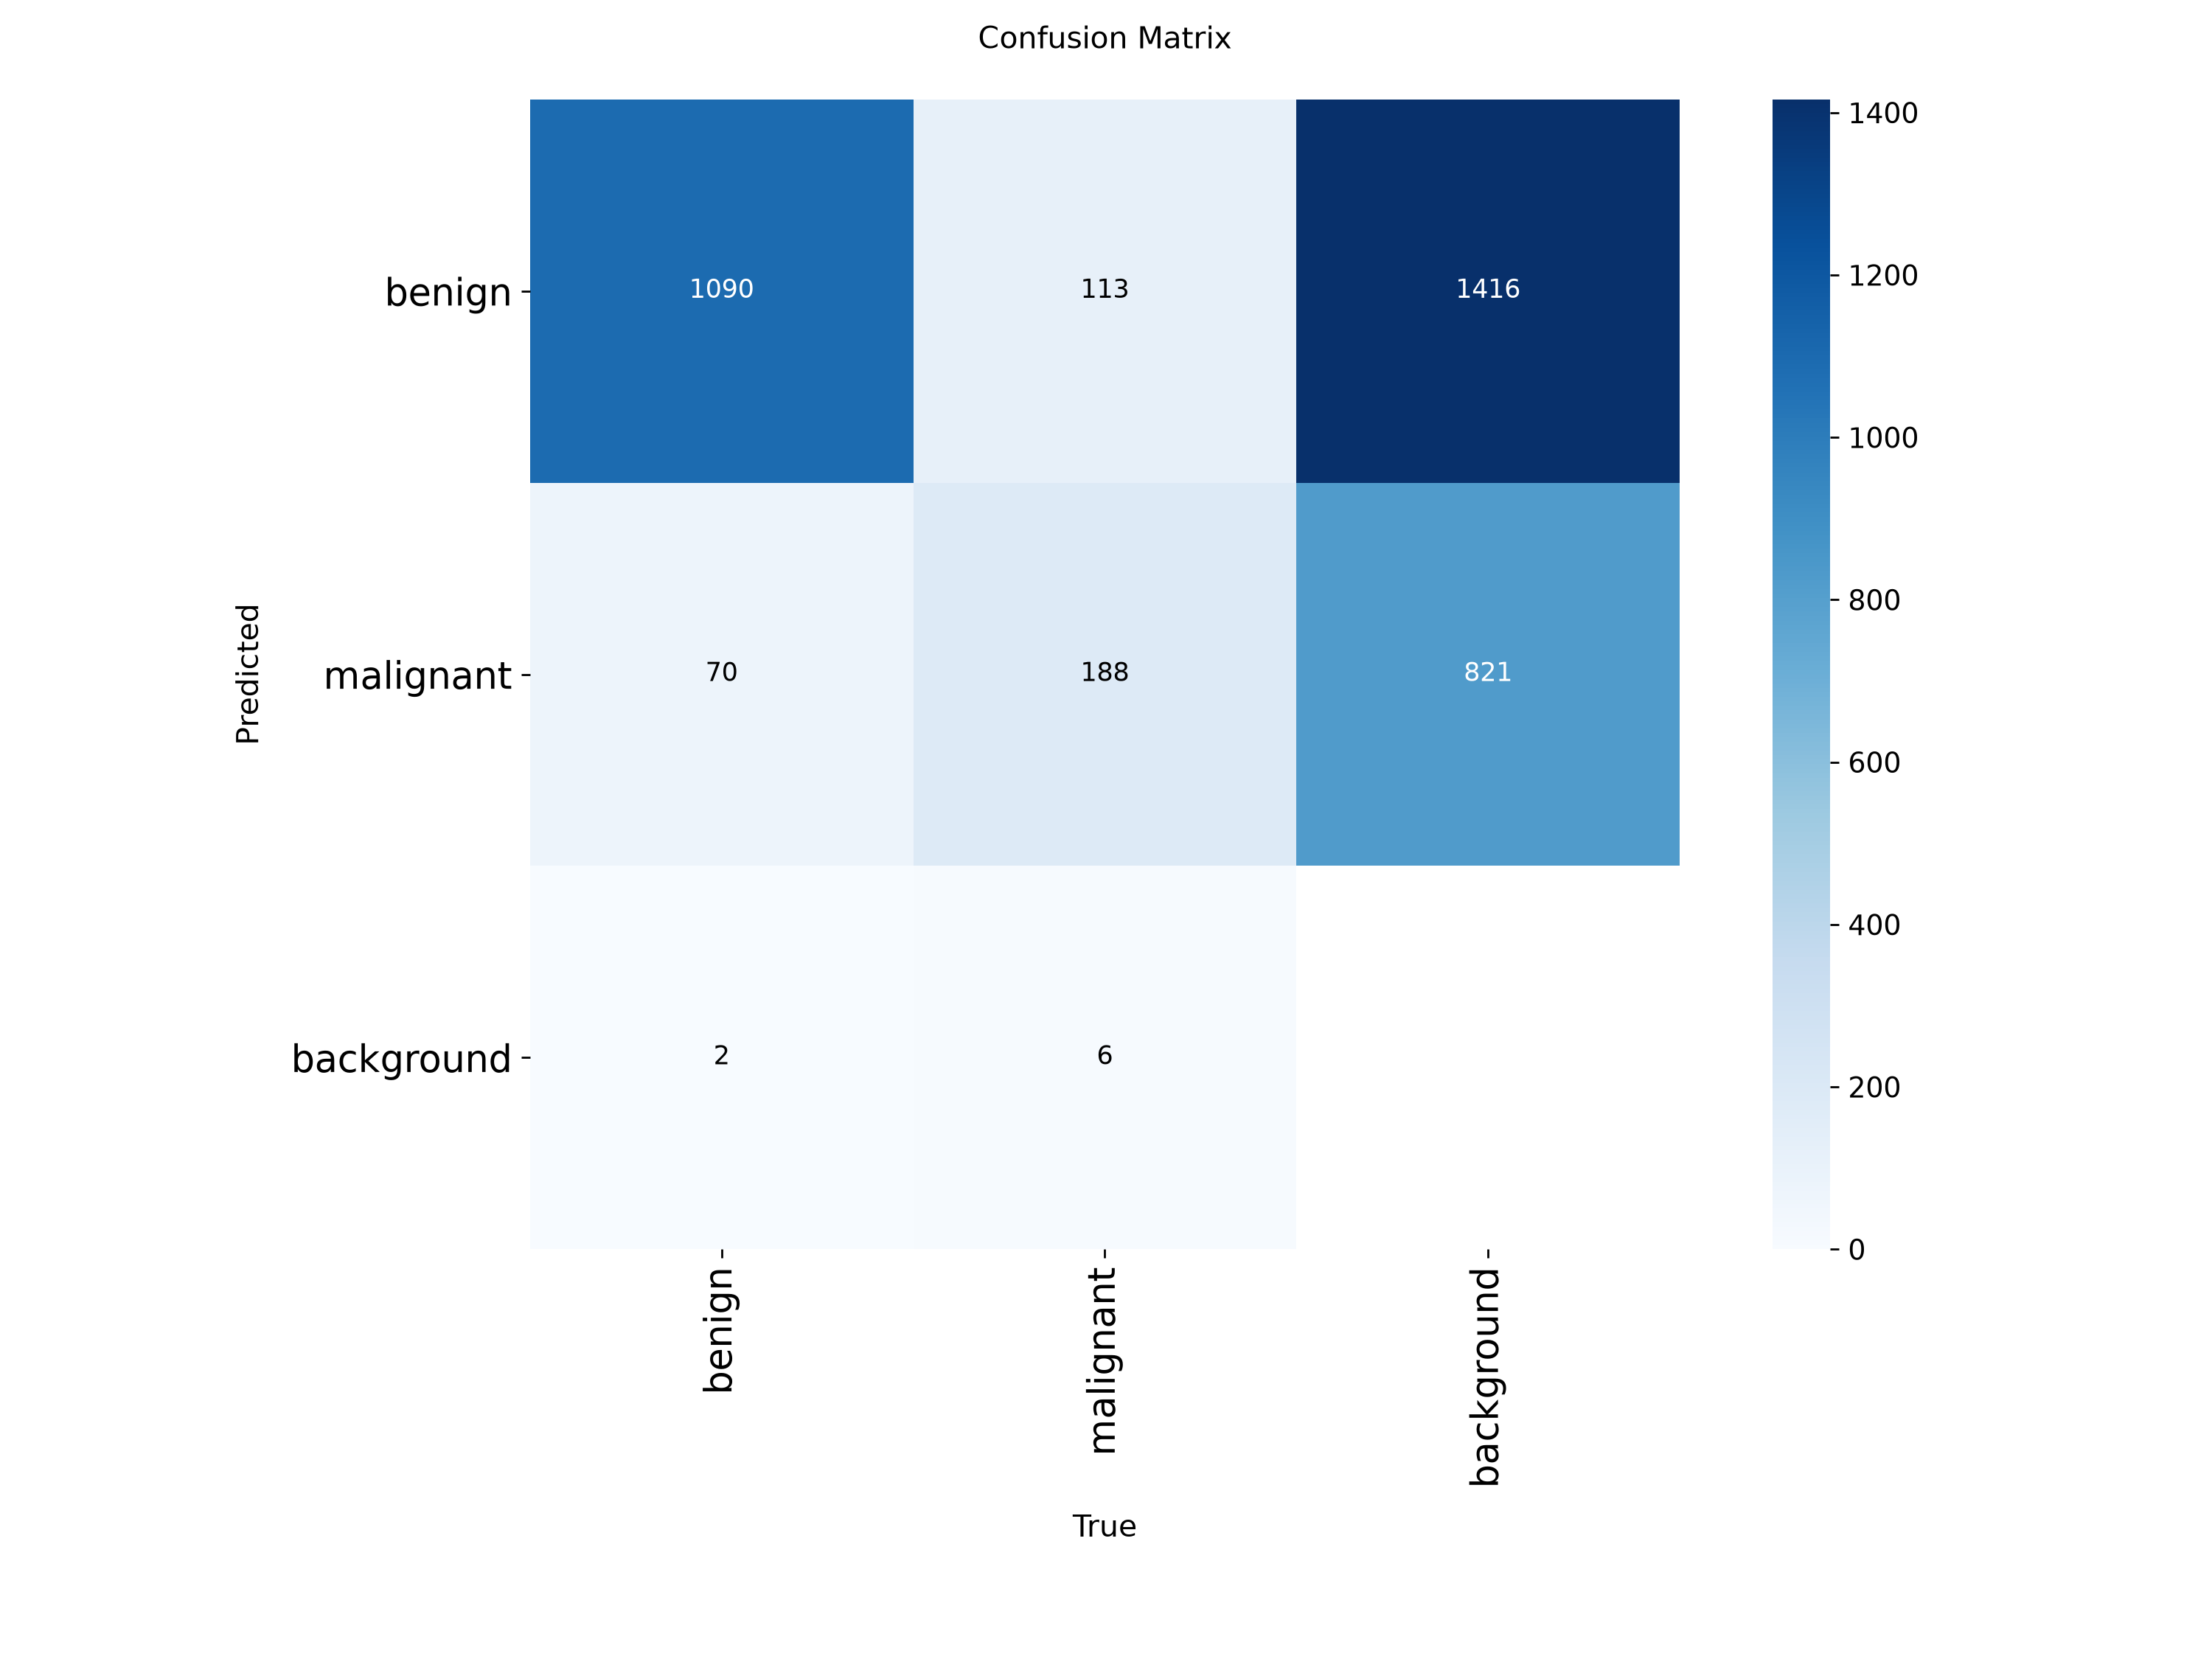 Confusion Matrix
benign
1090
113
1416
malignant
70
188
821
background
2
6
Predicted
benign
malignant
background
True
1400
1200
1000
800
600
400
200
0